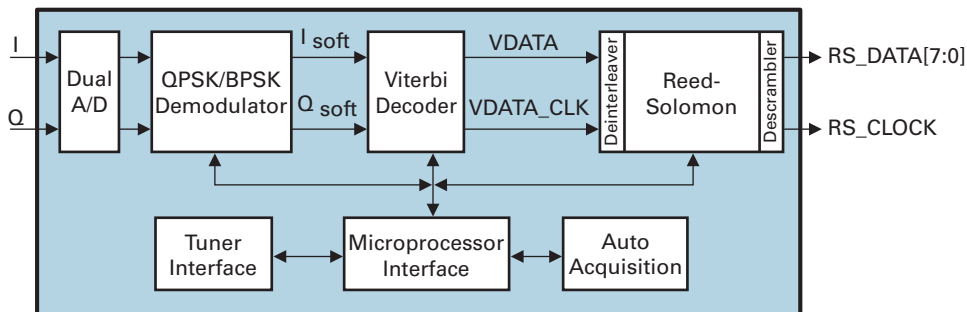 I
Q
Dual
A/D
QPSK/BPSK
Demodulator
I soft
Q soft
Viterbi
Decoder
VDATA
VDATA_CLK
Deinterleaver
Reed-
Solomon
Descrambler
RS_DATA[7:0]
RS_CLOCK
Tuner
Interface
Microprocessor
Interface
Auto
Acquisition